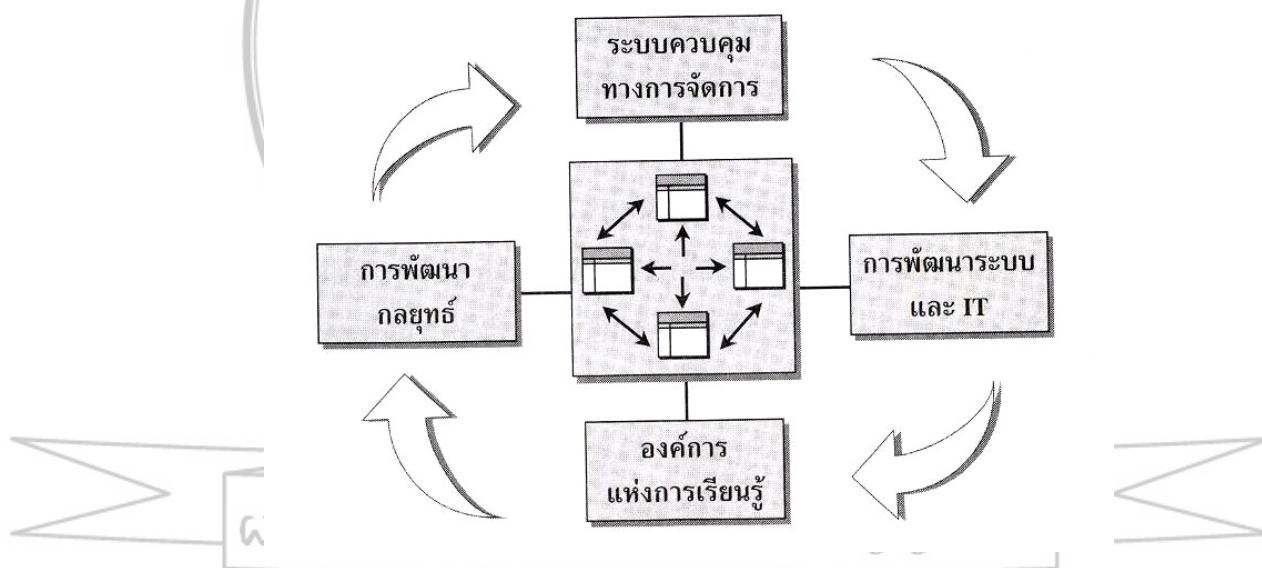 ระบบควบคุม
ทางการจัดการ
การพัฒนา
กลยุทธ์
การพัฒนาระบบ
และ IT
องค์การ
แห่งการเรียนรู้